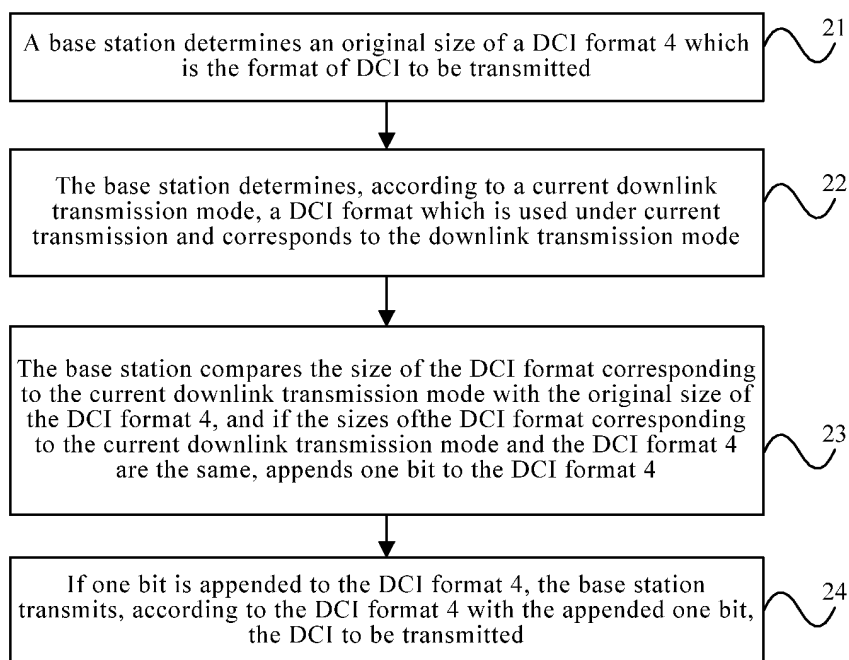 A base station determines an original size of a DCI format 4 which
is the format of DCI to be transmitted
21
The base station determines, according to a current downlink
transmission mode, a DCI format which is used under current
transmission and corresponds to the downlink transmission mode
22
The base station compares the size of the DCI format corresponding
to the current downlink transmission mode with the original size of
the DCI format 4, and if the sizes ofthe DCI format corresponding
to the current downlink transmission mode and the DCI format 4
are the same, appends one bit to the DCI format 4
23
If one bit is appended to the DCI format 4, the base station
transmits, according to the DCI format 4 with the appended one bit,
the DCI to be transmitted
24